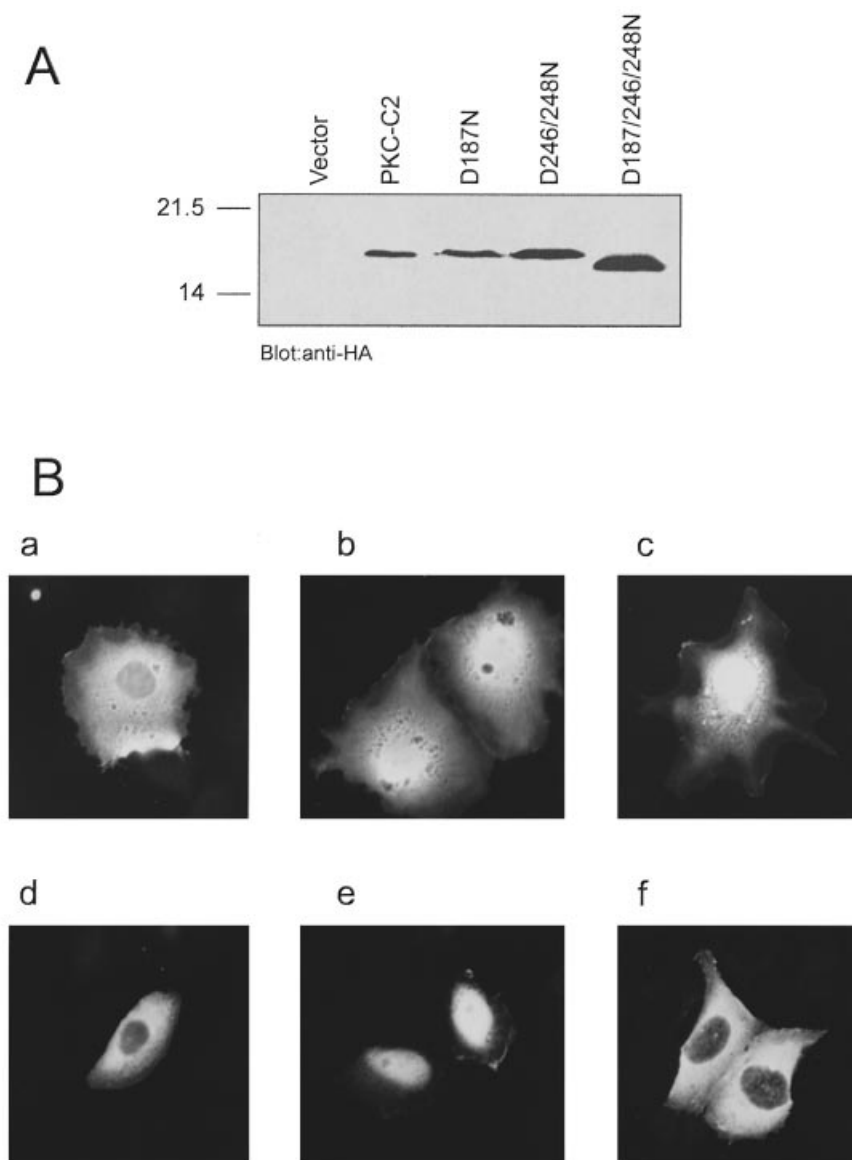 A
Vector
PKC-C2
D187N
D246/248N
D187/246/248N
21.5
14
Blot:anti-HA
B
a
b
c
d
e
f